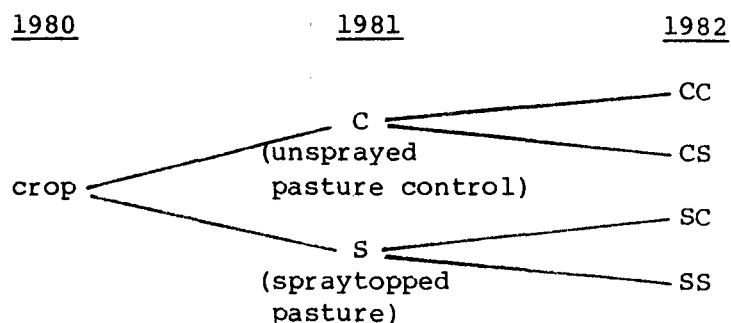 1980 1981 1982
CC
C
(unsprayed
pasture control)
CS
crop
SC
S
(spraytopped
pasture)
SS